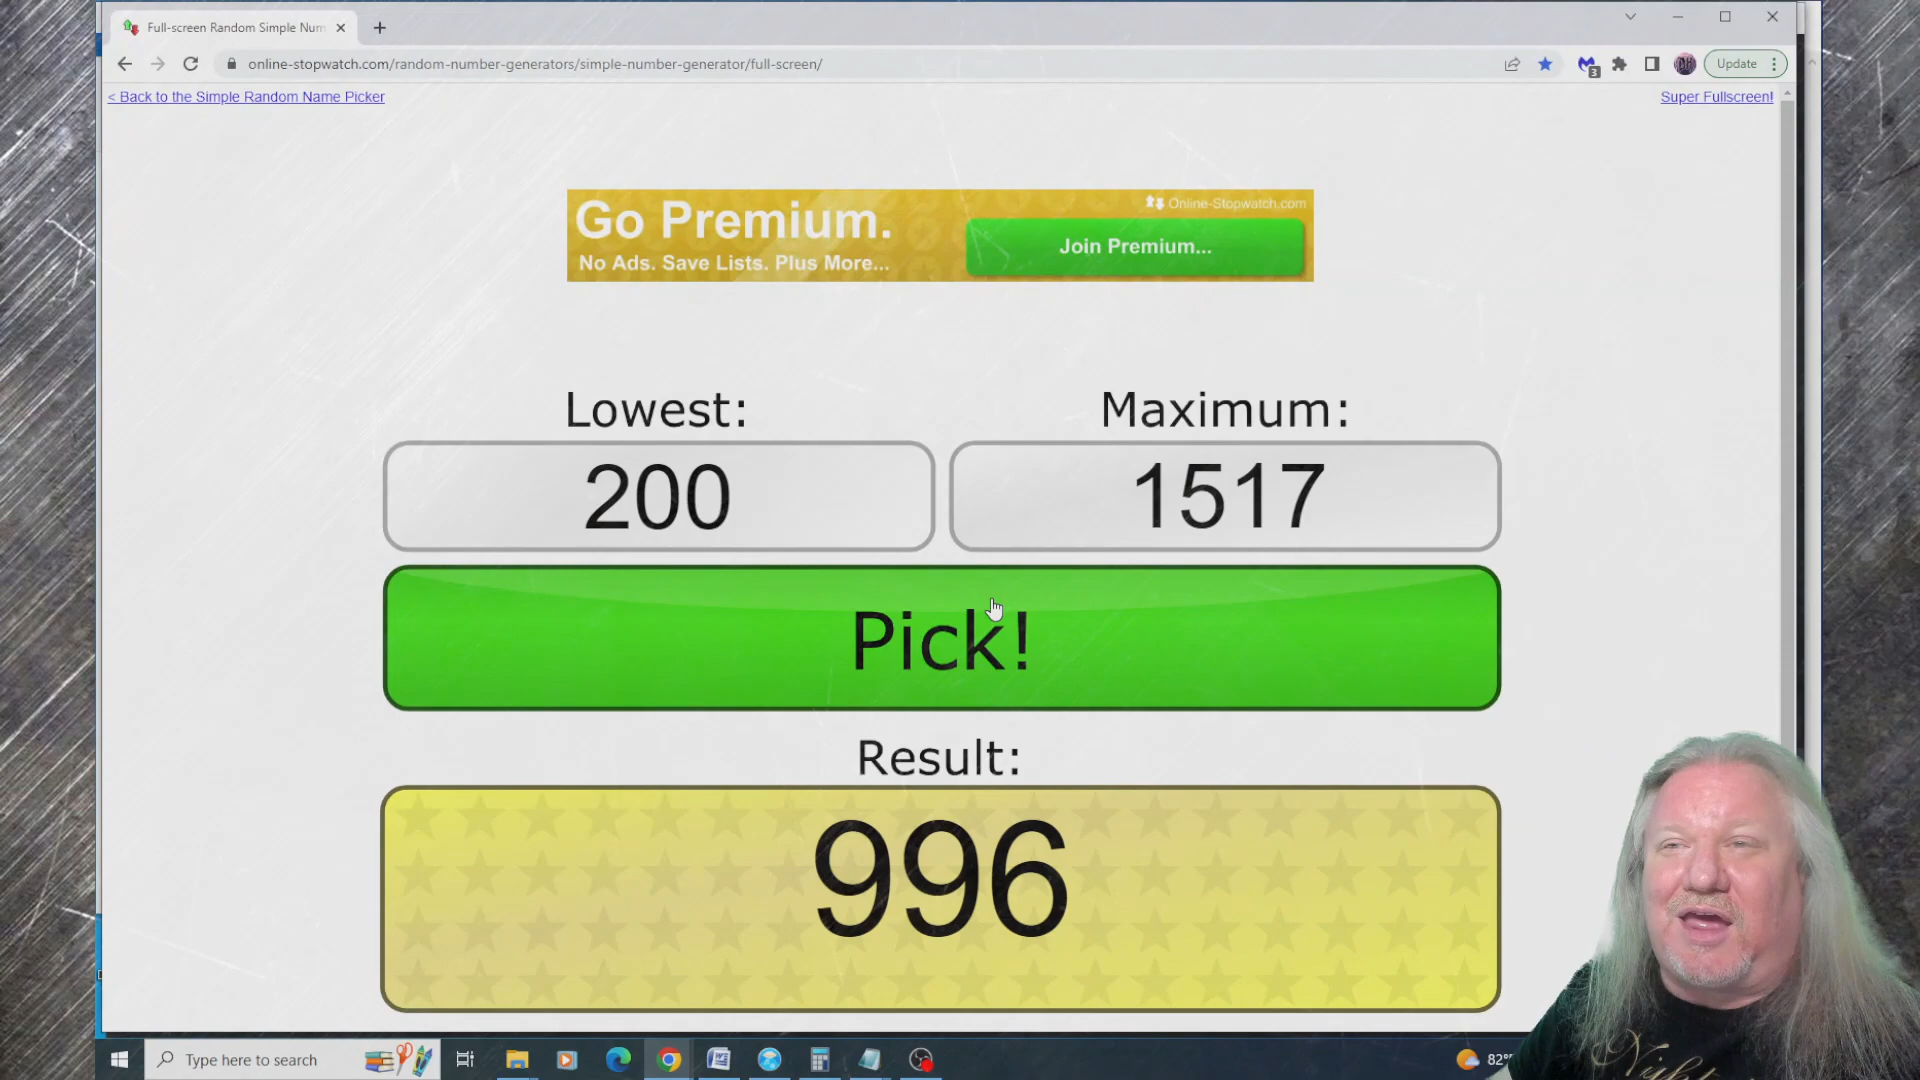 Full-screen Random Simple Num
online-stopwatch.com/random-number-generators/simple-number-generator/full-screen/
3
Update
< Back to the Simple Random Name Picker
Super Fullscreen!
Go Premium.
No Ads. Save Lists. Plus More...
Online-Stopwatch.com
Join Premium...
Lowest:
Maximum:
200
1517
Pick!
Result:
996
Type here to search
82°